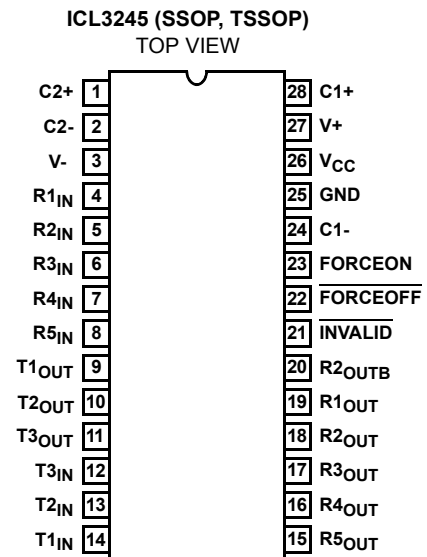 ICL3245 (SSOP, TSSOP)
TOP VIEW
C2+ 1 28 C1+
C2- 2 27 V+
V- 3 26 VCC
R1IN 4 25 GND
R2IN 5 24 C1-
R3IN 6 23 FORCEON
R4IN 7 22 FORCEOFF
R5IN 8 21 INVALID
T1OUT 9 20 R2OUTB
T2OUT 10 19 R1OUT
T3OUT 11 18 R2OUT
T3IN 12 17 R3OUT
T2IN 13 16 R4OUT
T1IN 14 15 R5OUT